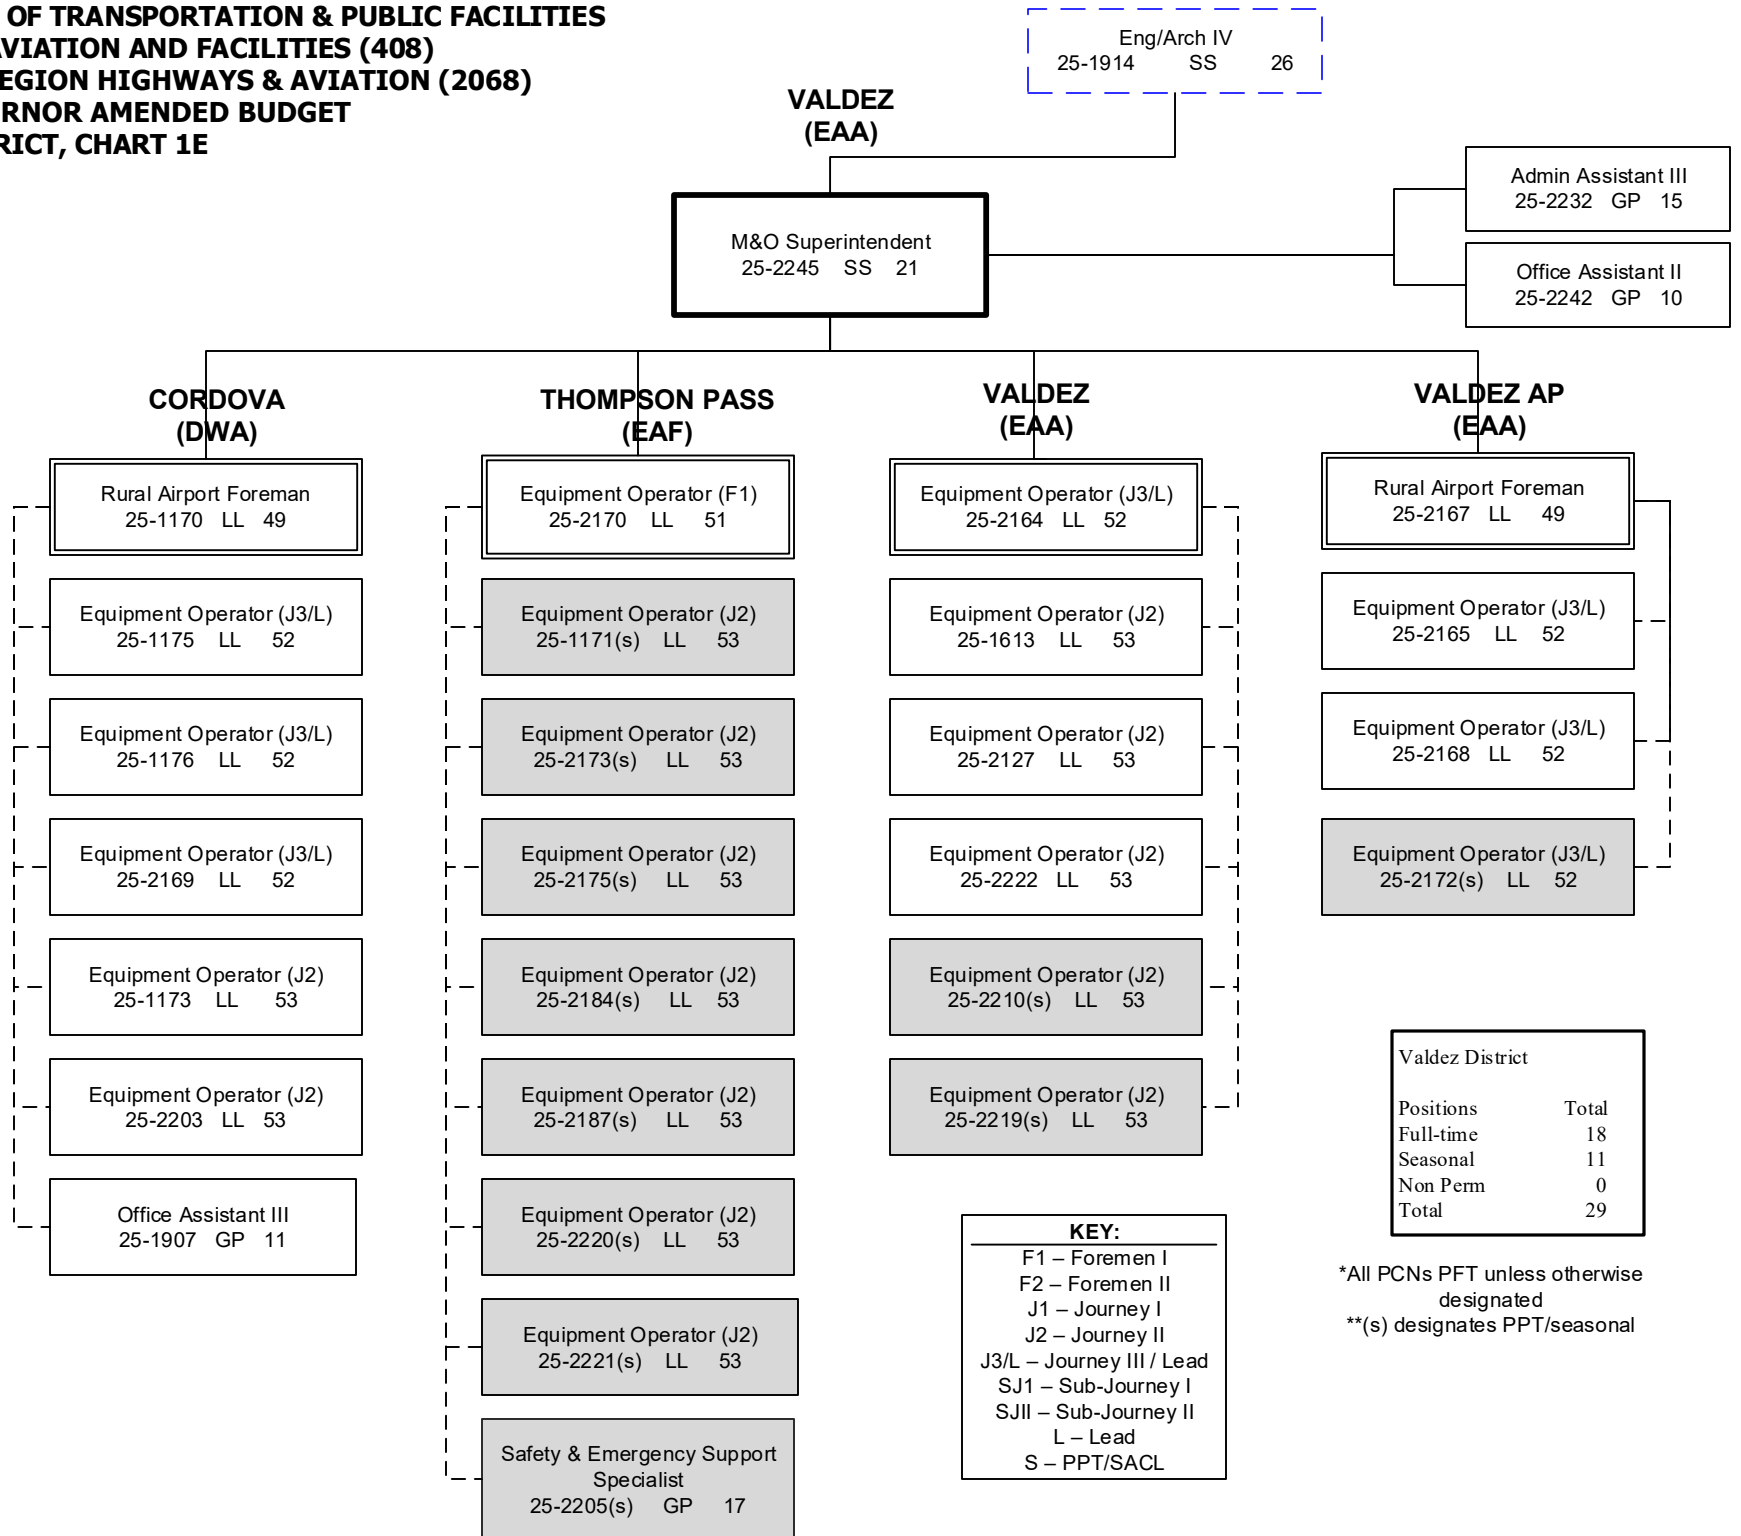 OF TRANSPORTATION & PUBLIC FACILITIES
AVIATION AND FACILITIES (408)
EGION HIGHWAYS & AVIATION (2068)
RNOR AMENDED BUDGET
RICT, CHART 1E
Eng/Arch IV
25-1914 SS 26
VALDEZ
(EAA)
M&O Superintendent
25-2245 SS 21
Admin Assistant III
25-2232 GP 15
Office Assistant II
25-2242 GP 10
CORDOVA
(DWA)
Rural Airport Foreman
25-1170 LL 49
Equipment Operator (J3/L)
25-1175 LL 52
Equipment Operator (J3/L)
25-1176 LL 52
Equipment Operator (J3/L)
25-2169 LL 52
Equipment Operator (J2)
25-1173 LL 53
Equipment Operator (J2)
25-2203 LL 53
Office Assistant III
25-1907 GP 11
THOMPSON PASS
(EAF)
Equipment Operator (F1)
25-2170 LL 51
Equipment Operator (J2)
25-1171(s) LL 53
Equipment Operator (J2)
25-2173(s) LL 53
Equipment Operator (J2)
25-2175(s) LL 53
Equipment Operator (J2)
25-2184(s) LL 53
Equipment Operator (J2)
25-2187(s) LL 53
Equipment Operator (J2)
25-2220(s) LL 53
Equipment Operator (J2)
25-2221(s) LL 53
Safety & Emergency Support
Specialist
25-2205(s) GP 17
VALDEZ
(EAA)
Equipment Operator (J3/L)
25-2164 LL 52
Equipment Operator (J2)
25-1613 LL 53
Equipment Operator (J2)
25-2127 LL 53
Equipment Operator (J2)
25-2222 LL 53
Equipment Operator (J2)
25-2210(s) LL 53
Equipment Operator (J2)
25-2219(s) LL 53
VALDEZ AP
(EAA)
Rural Airport Foreman
25-2167 LL 49
Equipment Operator (J3/L)
25-2165 LL 52
Equipment Operator (J3/L)
25-2168 LL 52
Equipment Operator (J3/L)
25-2172(s) LL 52
KEY:
F1 – Foremen I
F2 – Foremen II
J1 – Journey I
J2 – Journey II
J3/L – Journey III / Lead
SJ1 – Sub-Journey I
SJII – Sub-Journey II
L – Lead
S – PPT/SACL
Valdez District
Positions Total
Full-time 18
Seasonal 11
Non Perm 0
Total 29
*All PCNs PFT unless otherwise
designated
**(s) designates PPT/seasonal